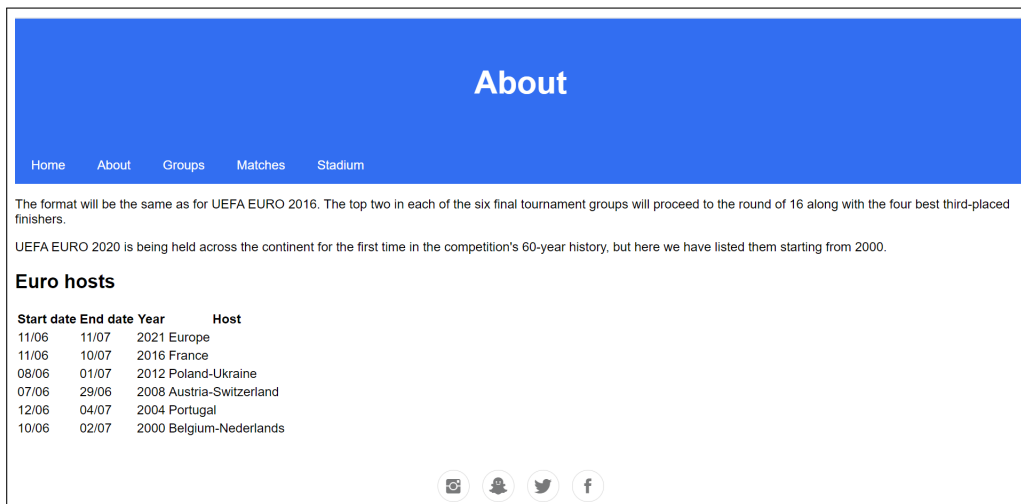 About
Home About Groups Matches Stadium
The format will be the same as for UEFA EURO 2016. The top two in each of the six final tournament groups will proceed to the round of 16 along with the four best third-placed
finishers.
UEFA EURO 2020 is being held across the continent for the first time in the competition's 60-year history, but here we have listed them starting from 2000.
Euro hosts
Start date End date Year Host
11/06 11/07 2021 Europe
11/06 10/07 2016 France
08/06 01/07 2012 Poland-Ukraine
07/06 29/06 2008 Austria-Switzerland
12/06 04/07 2004 Portugal
10/06 02/07 2000 Belgium-Nederlands